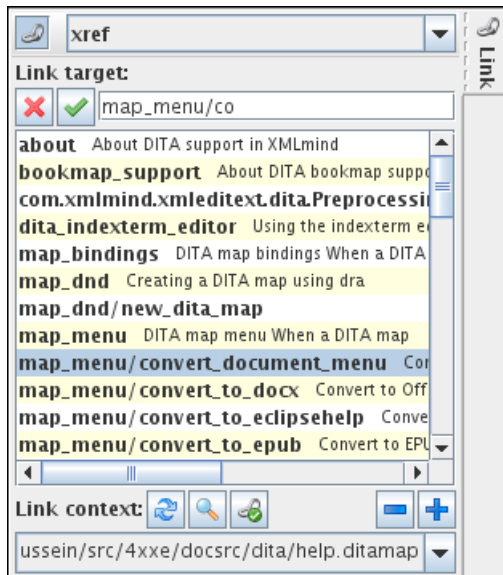 xref
Link
Link target:
map_menu/co
about About DITA support in XMLmind
bookmap_support About DITA bookmap suppo
com.xmlmind.xmleditext.dita.Preprocessin
dita_indexterm_editor Using the indexterm e
map_bindings DITA map bindings When a DITA
map_dnd Creating a DITA map using dra
map_dnd/new_dita_map
map_menu DITA map menu When a DITA map
map_menu/convert_document_menu Cor
map_menu/convert_to_docx Convert to Off
map_menu/convert_to_eclipsehelp Conve
map_menu/convert_to_epub Convert to EPU
Link context:
ussein/src/4xxe/docsrc/dita/help.ditamap